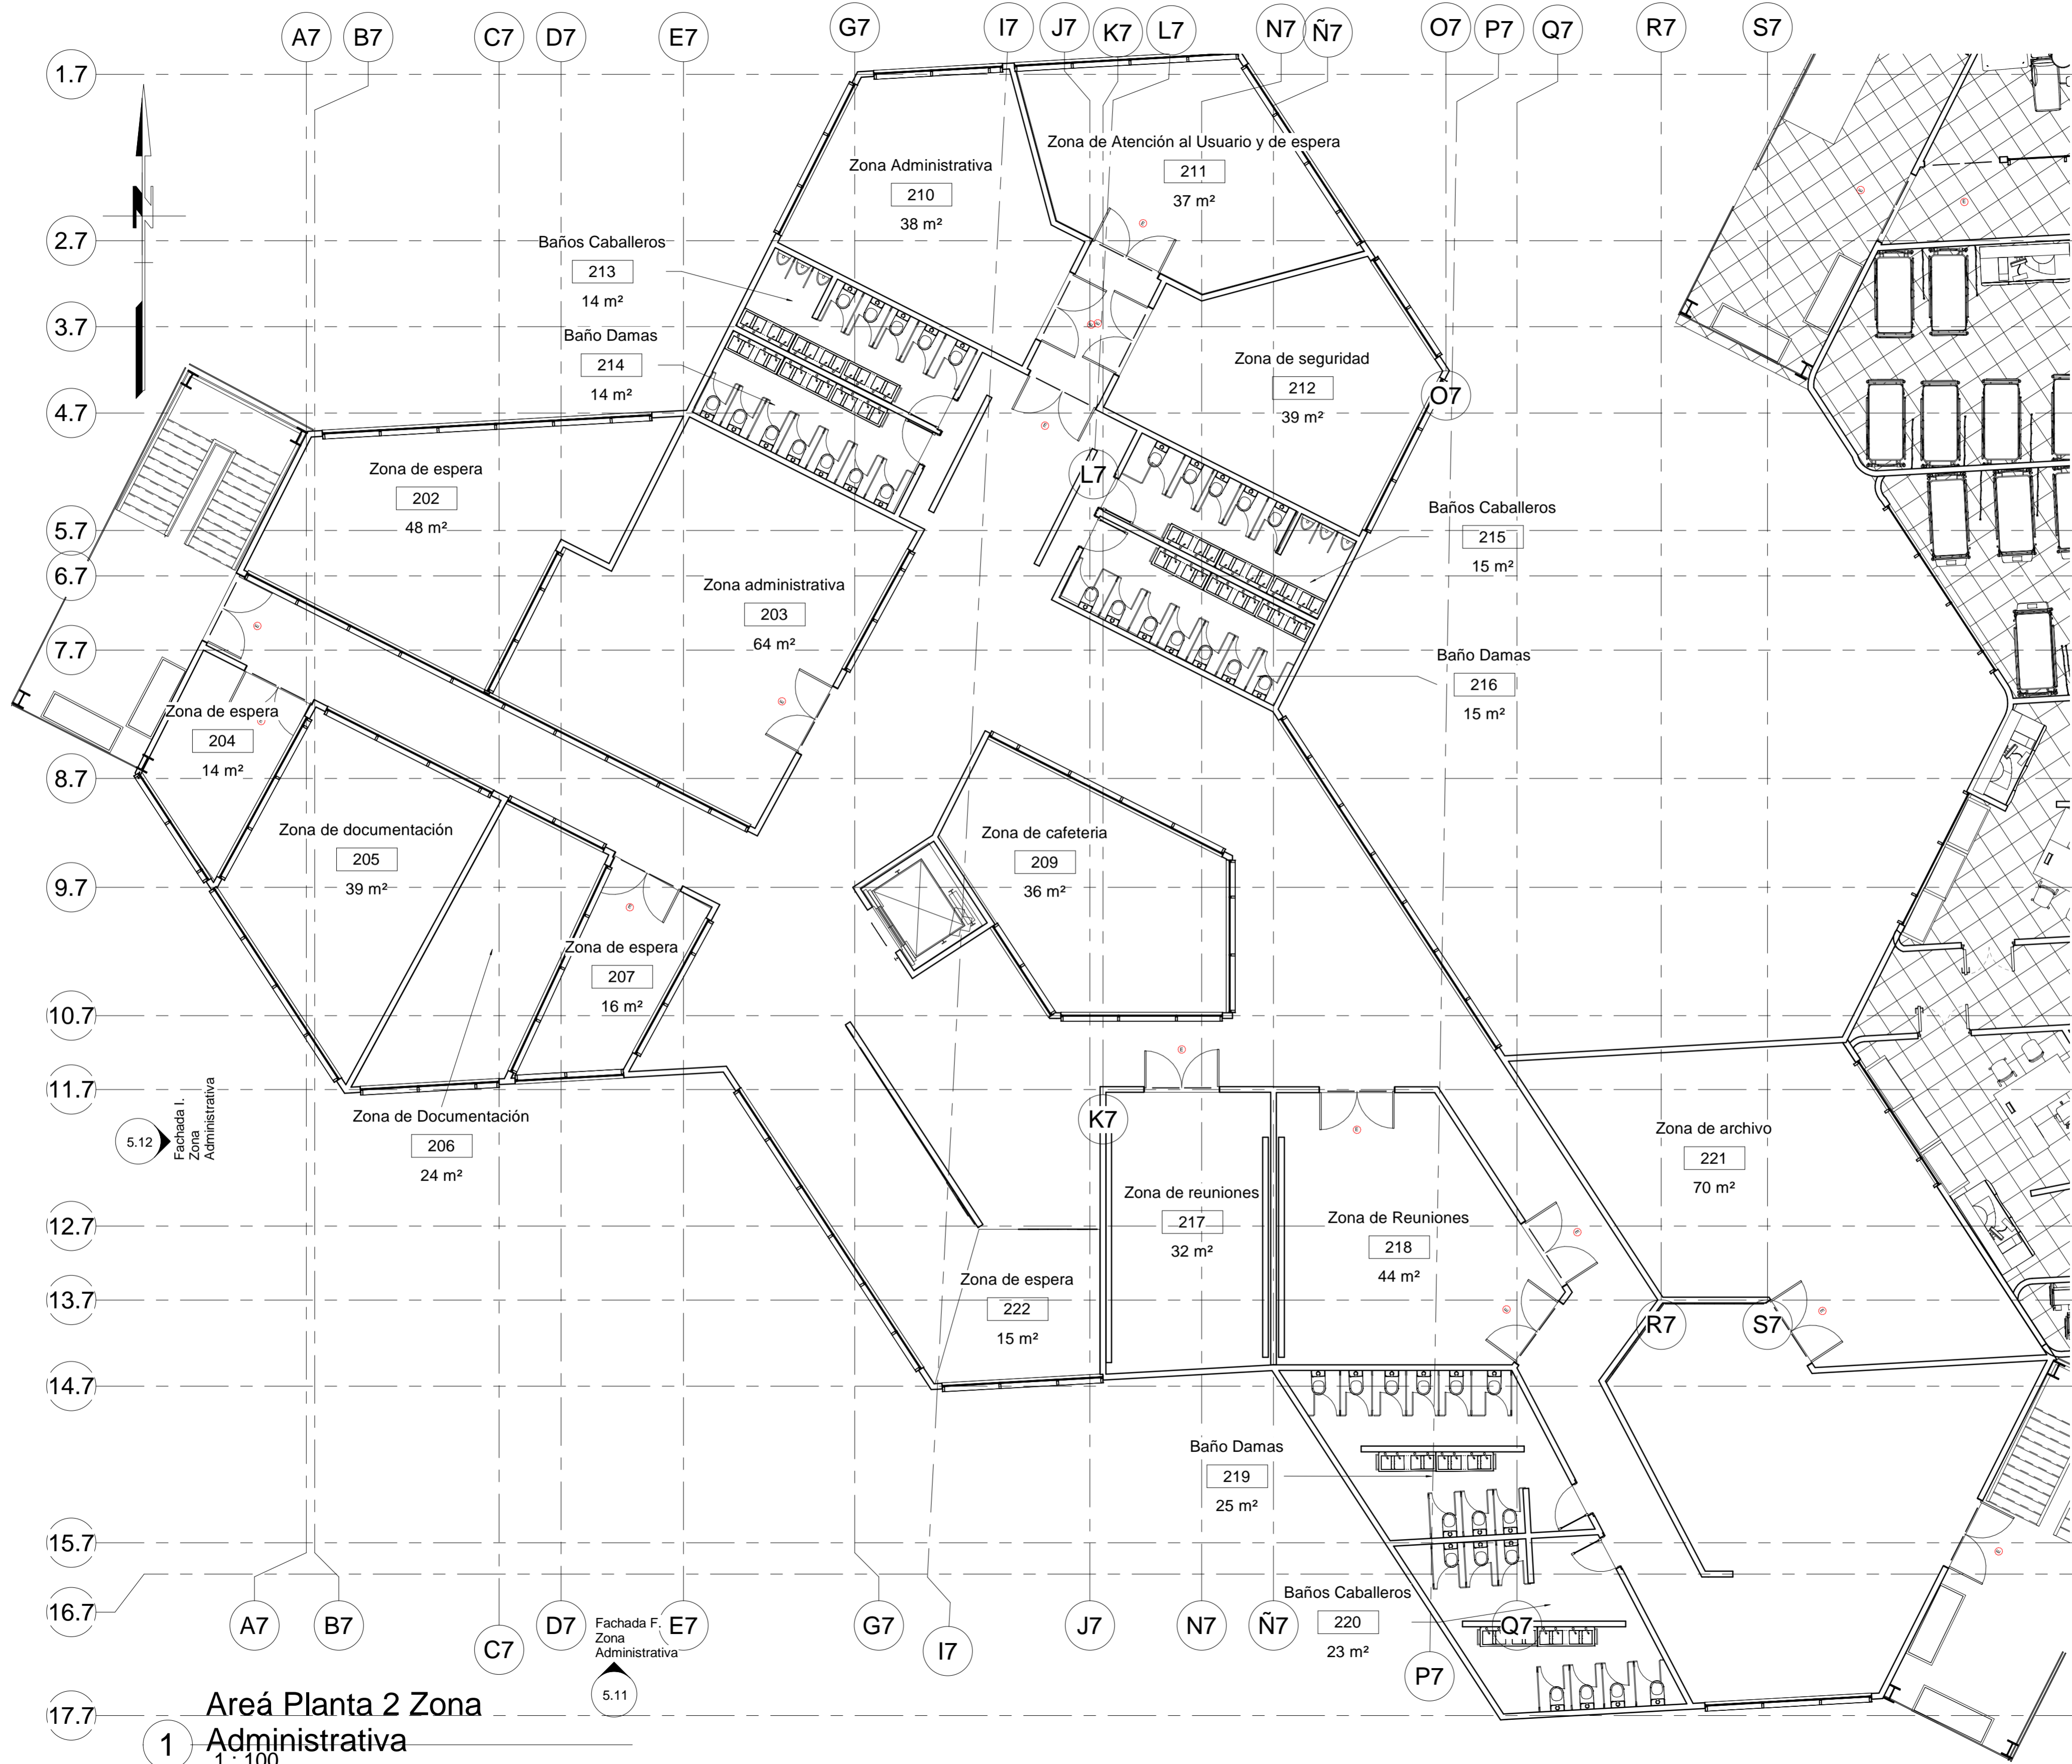 A7 B7 C7 D7 E7 G7 I7 J7 K7 L7 N7 Ñ7 O7 P7 Q7 R7 S7
1.7
Zona de Atención al Usuario y de espera
211
37 m²
Zona Administrativa
210
38 m²
N
2.7
Baños Caballeros
213
14 m²
3.7
Baño Damas
214
14 m²
Zona de seguridad
212
39 m²
O7
4.7
Zona de espera
202
48 m²
L7
Baños Caballeros
215
15 m²
5.7
6.7
Zona administrativa
203
64 m²
7.7
Baño Damas
216
15 m²
Zona de espera
204
14 m²
8.7
Zona de documentación
205
39 m²
Zona de cafeteria
209
36 m²
9.7
Zona de espera
207
16 m²
10.7
11.7
5.12
Fachada I.
Zona
Administrativa
Zona de Documentación
206
24 m²
K7
Zona de archivo
221
70 m²
Zona de reuniones
217
32 m²
Zona de Reuniones
218
44 m²
12.7
Zona de espera
222
15 m²
13.7
R7
S7
14.7
Baño Damas
219
25 m²
15.7
Baños Caballeros
220
23 m²
16.7
A7 B7 C7 D7 E7 G7 I7 J7 N7 Ñ7 P7 Q7
Fachada F.
Zona
Administrativa
5.11
17.7
1
Areá Planta 2 Zona
Administrativa
1 : 100